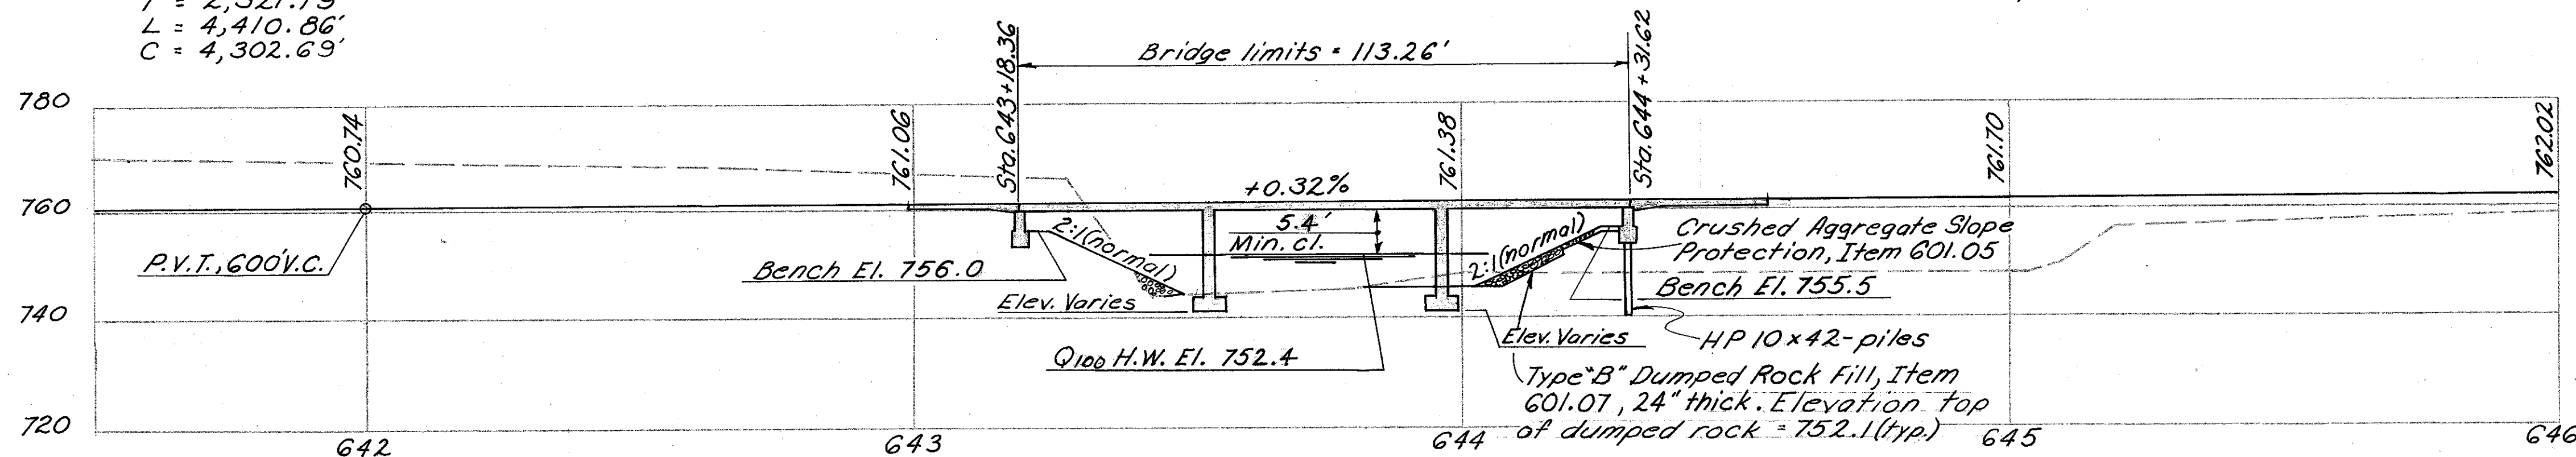 L = 4,410.86'
C = 4,302.69'
Sta. 643+18.36
Bridge limits = 113.26'
Sta. 644+31.62
780
760.74
761.06
761.38
761.70
762.02
+0.32%
760
5.4'
Min. cl.
2:1 (normal)
2:1 (normal)
Crushed Aggregate Slope
Protection, Item 601.05
P.V.T., 600'V.C.
Bench El. 756.0
Bench El. 755.5
Elev. Varies
740
Elev. Varies
HP 10x42-piles
Q100 H.W. El. 752.4
Type "B" Dumped Rock Fill, Item
601.07, 24" thick. Elevation top
of dumped rock = 752.1 (typ.)
720
642
643
644
645
646